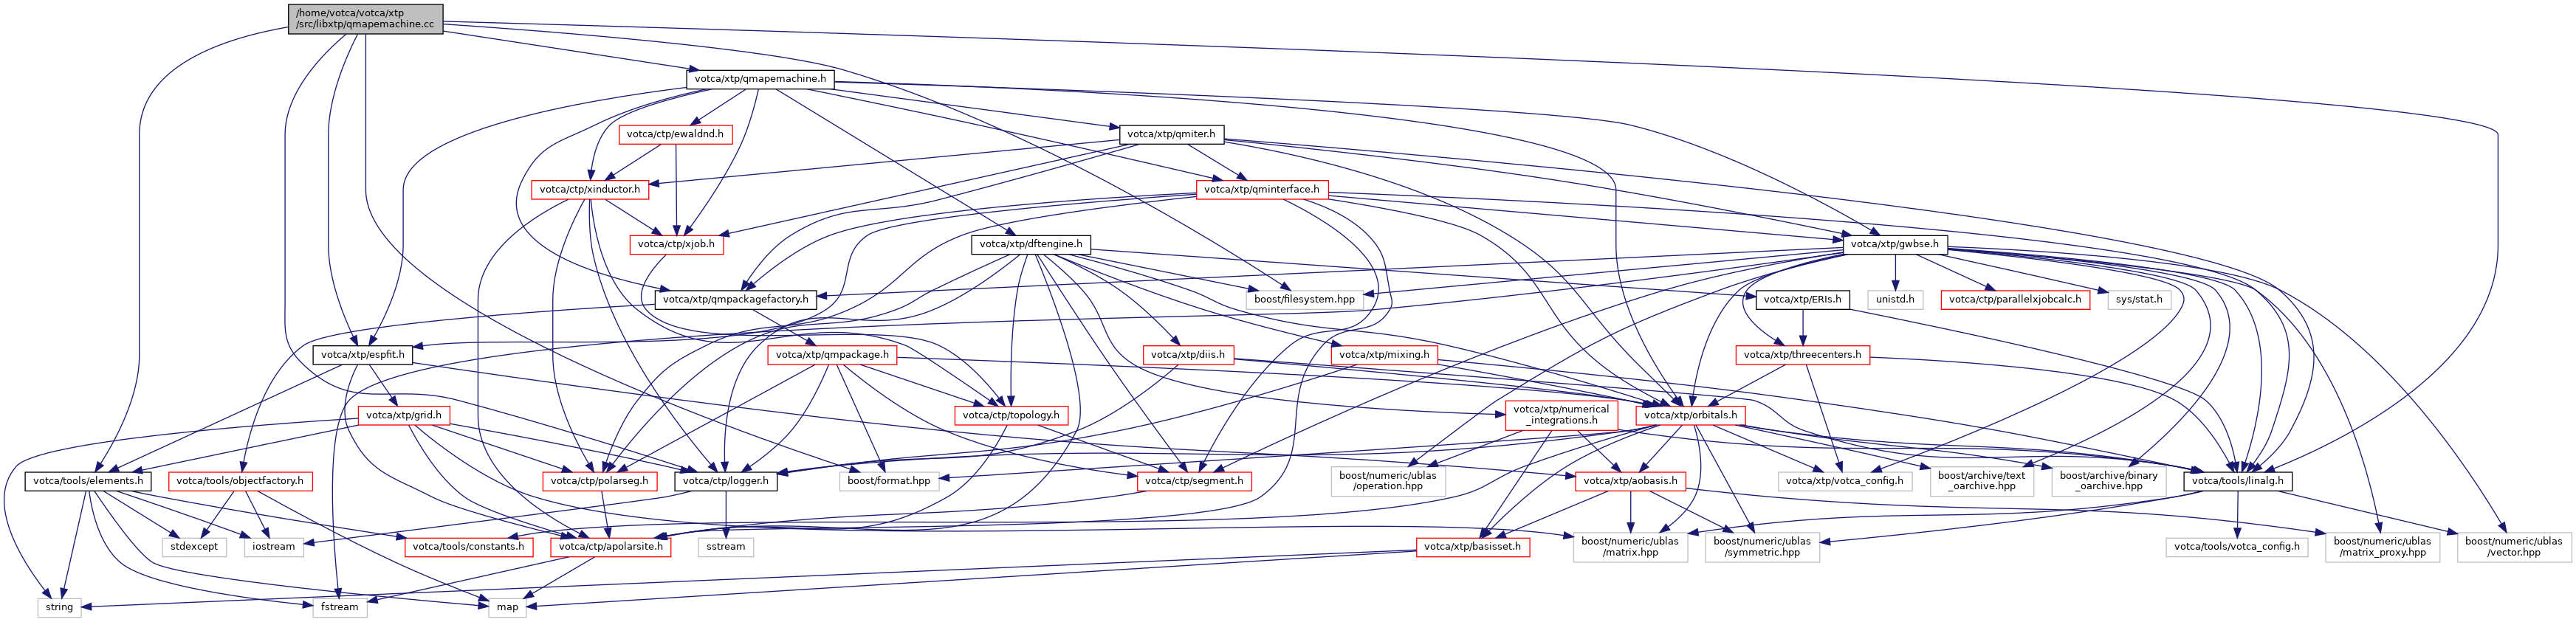 /home/votca/votca/xtp
/src/libxtp/qmapemachine.cc
votca/xtp/qmapemachine.h
votca/ctp/ewaldnd.h
votca/xtp/qmiter.h
votca/ctp/xinductor.h
votca/xtp/qminterface.h
votca/ctp/xjob.h
votca/xtp/dftengine.h
votca/xtp/gwbse.h
votca/xtp/qmpackagefactory.h
boost/filesystem.hpp
votca/xtp/ERIs.h
unistd.h
votca/ctp/parallelxjobcalc.h
sys/stat.h
votca/xtp/espfit.h
votca/xtp/qmpackage.h
votca/xtp/diis.h
votca/xtp/mixing.h
votca/xtp/threecenters.h
votca/xtp/grid.h
votca/ctp/topology.h
votca/xtp/numerical
_integrations.h
votca/xtp/orbitals.h
votca/tools/elements.h
votca/tools/objectfactory.h
votca/ctp/polarseg.h
votca/ctp/logger.h
boost/format.hpp
votca/ctp/segment.h
boost/numeric/ublas
/operation.hpp
votca/xtp/aobasis.h
votca/xtp/votca_config.h
boost/archive/text
_oarchive.hpp
boost/archive/binary
_oarchive.hpp
votca/tools/linalg.h
stdexcept
iostream
votca/tools/constants.h
votca/ctp/apolarsite.h
sstream
votca/xtp/basisset.h
boost/numeric/ublas
/matrix.hpp
boost/numeric/ublas
/symmetric.hpp
votca/tools/votca_config.h
boost/numeric/ublas
/matrix_proxy.hpp
boost/numeric/ublas
/vector.hpp
string
fstream
map